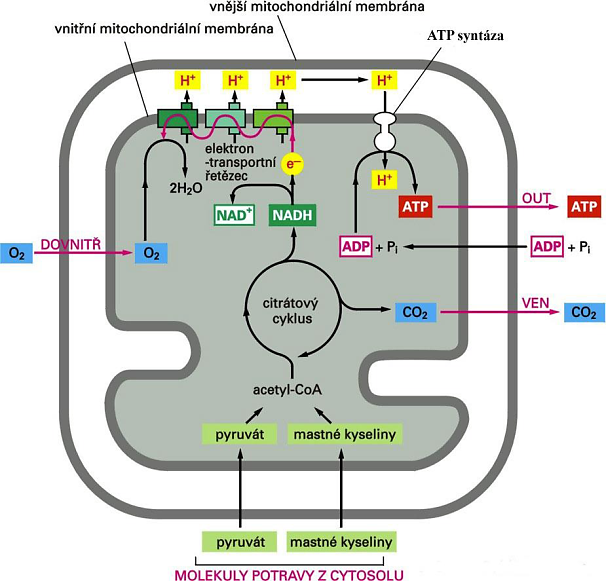 vnější mitochondriální membrána
vnitřní mitochondriální membrána
ATP syntáza
H⁺
H⁺
H⁺
H⁺
elektron
-transportní
řetězec
e⁻
H⁺
2H₂O
NAD⁺
NADH
ATP
OUT
ATP
O₂
DOVNITŘ
O₂
ADP + Pᵢ
ADP + Pᵢ
citrátový
cyklus
CO₂
VEN
CO₂
acetyl-CoA
pyruvát
mastné kyseliny
pyruvát
mastné kyseliny
MOLEKULY POTRAVY Z CYTOSOLU